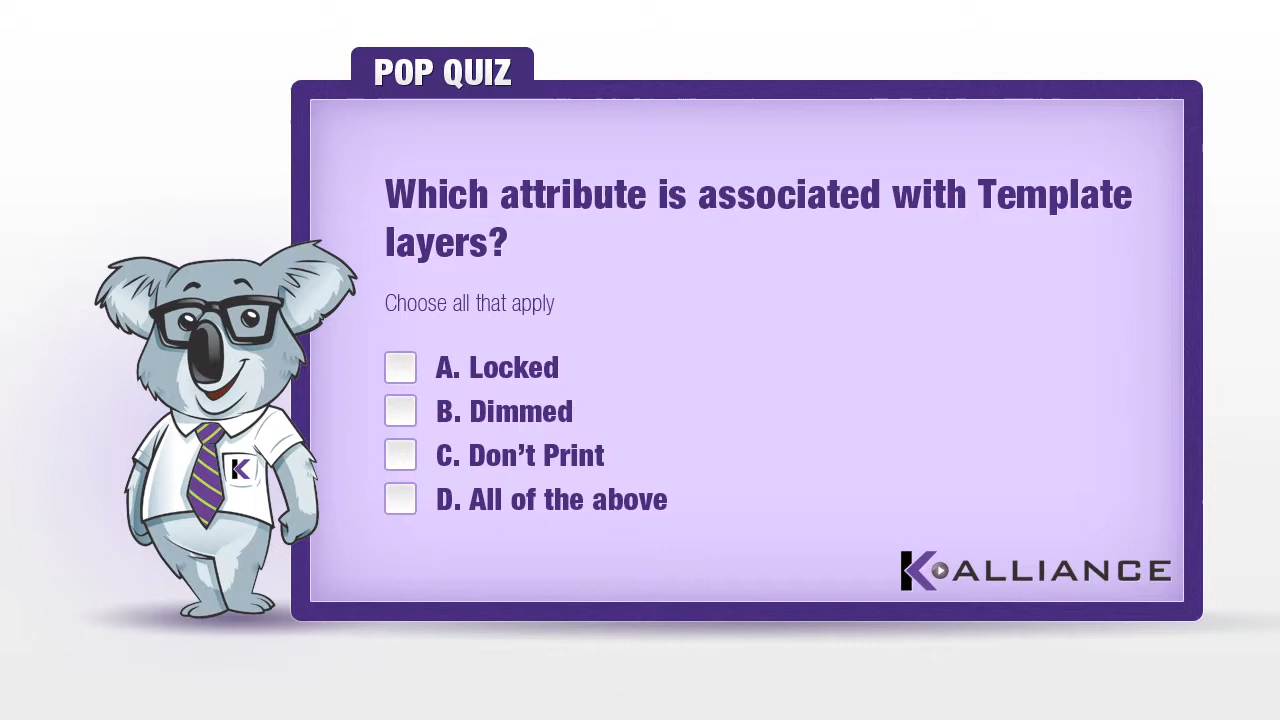 POP QUIZ
Which attribute is associated with Template
layers?
Choose all that apply
A. Locked
B. Dimmed
C. Don’t Print
D. All of the above
K
K ALLIANCE